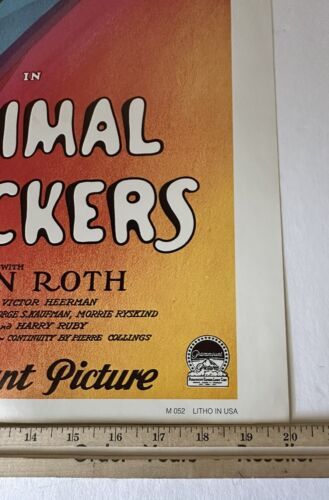 IN
IMAL
CKERS
WITH
N ROTH
VICTOR HEERMAN
ORGE S. KAUFMAN, MORRIE RYSKIND
and HARRY RUBY
CONTINUITY BY PIERRE COLLINGS
nt Picture
Paramount
Pictures
M 052 LITHO IN USA
14 15 16 17 18 19 20